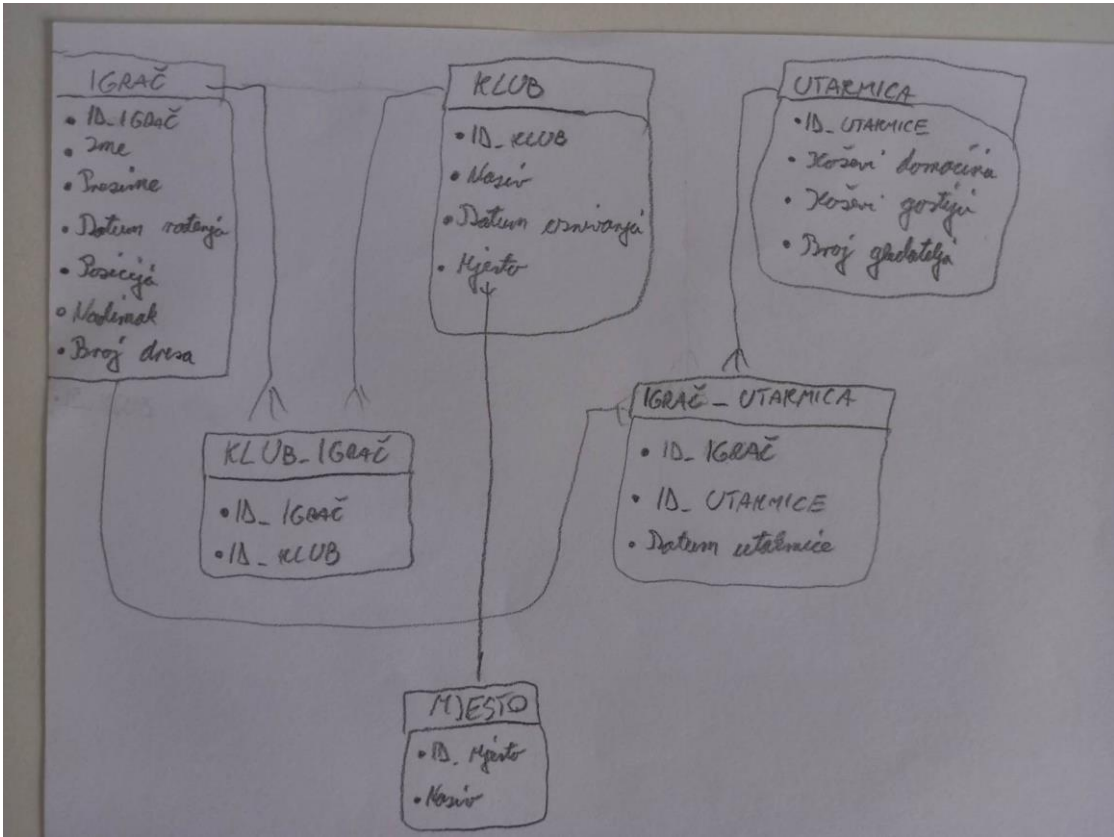 IGRAČ
• ID_IGRAČ
• Ime
• Prezime
• Datum rođenja
• Pozicija
• Nadimak
• Broj dresa
KLUB
• ID_KLUB
• Naziv
• Datum osnivanja
• Mjesto
UTAKMICA
• ID_UTAKMICE
• Koševi domaćina
• Koševi gostiju
• Broj gledatelja
KLUB_IGRAČ
• ID_IGRAČ
• ID_KLUB
IGRAČ_UTAKMICA
• ID_IGRAČ
• ID_UTAKMICE
• Datum utakmice
MJESTO
• ID_Mjesto
• Naziv